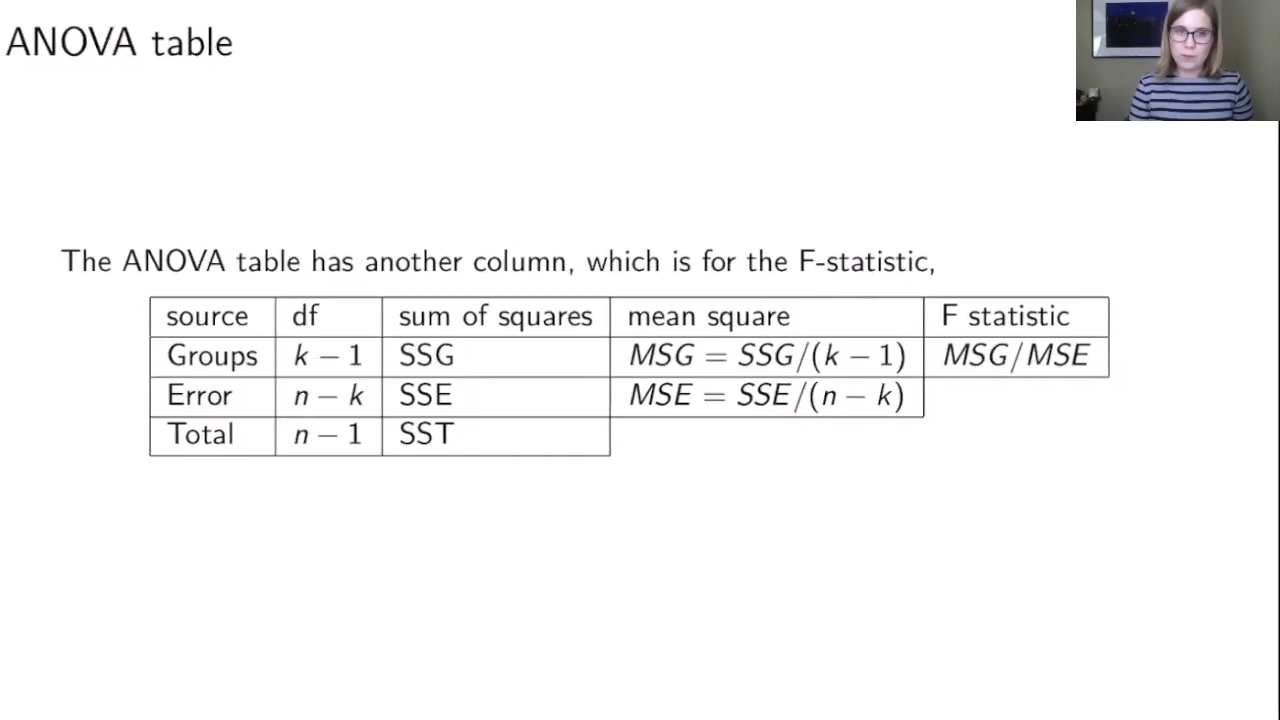 ANOVA table
The ANOVA table has another column, which is for the F-statistic,
source df sum of squares mean square F statistic
Groups k − 1 SSG MSG = SSG/(k − 1) MSG/MSE
Error n − k SSE MSE = SSE/(n − k)
Total n − 1 SST